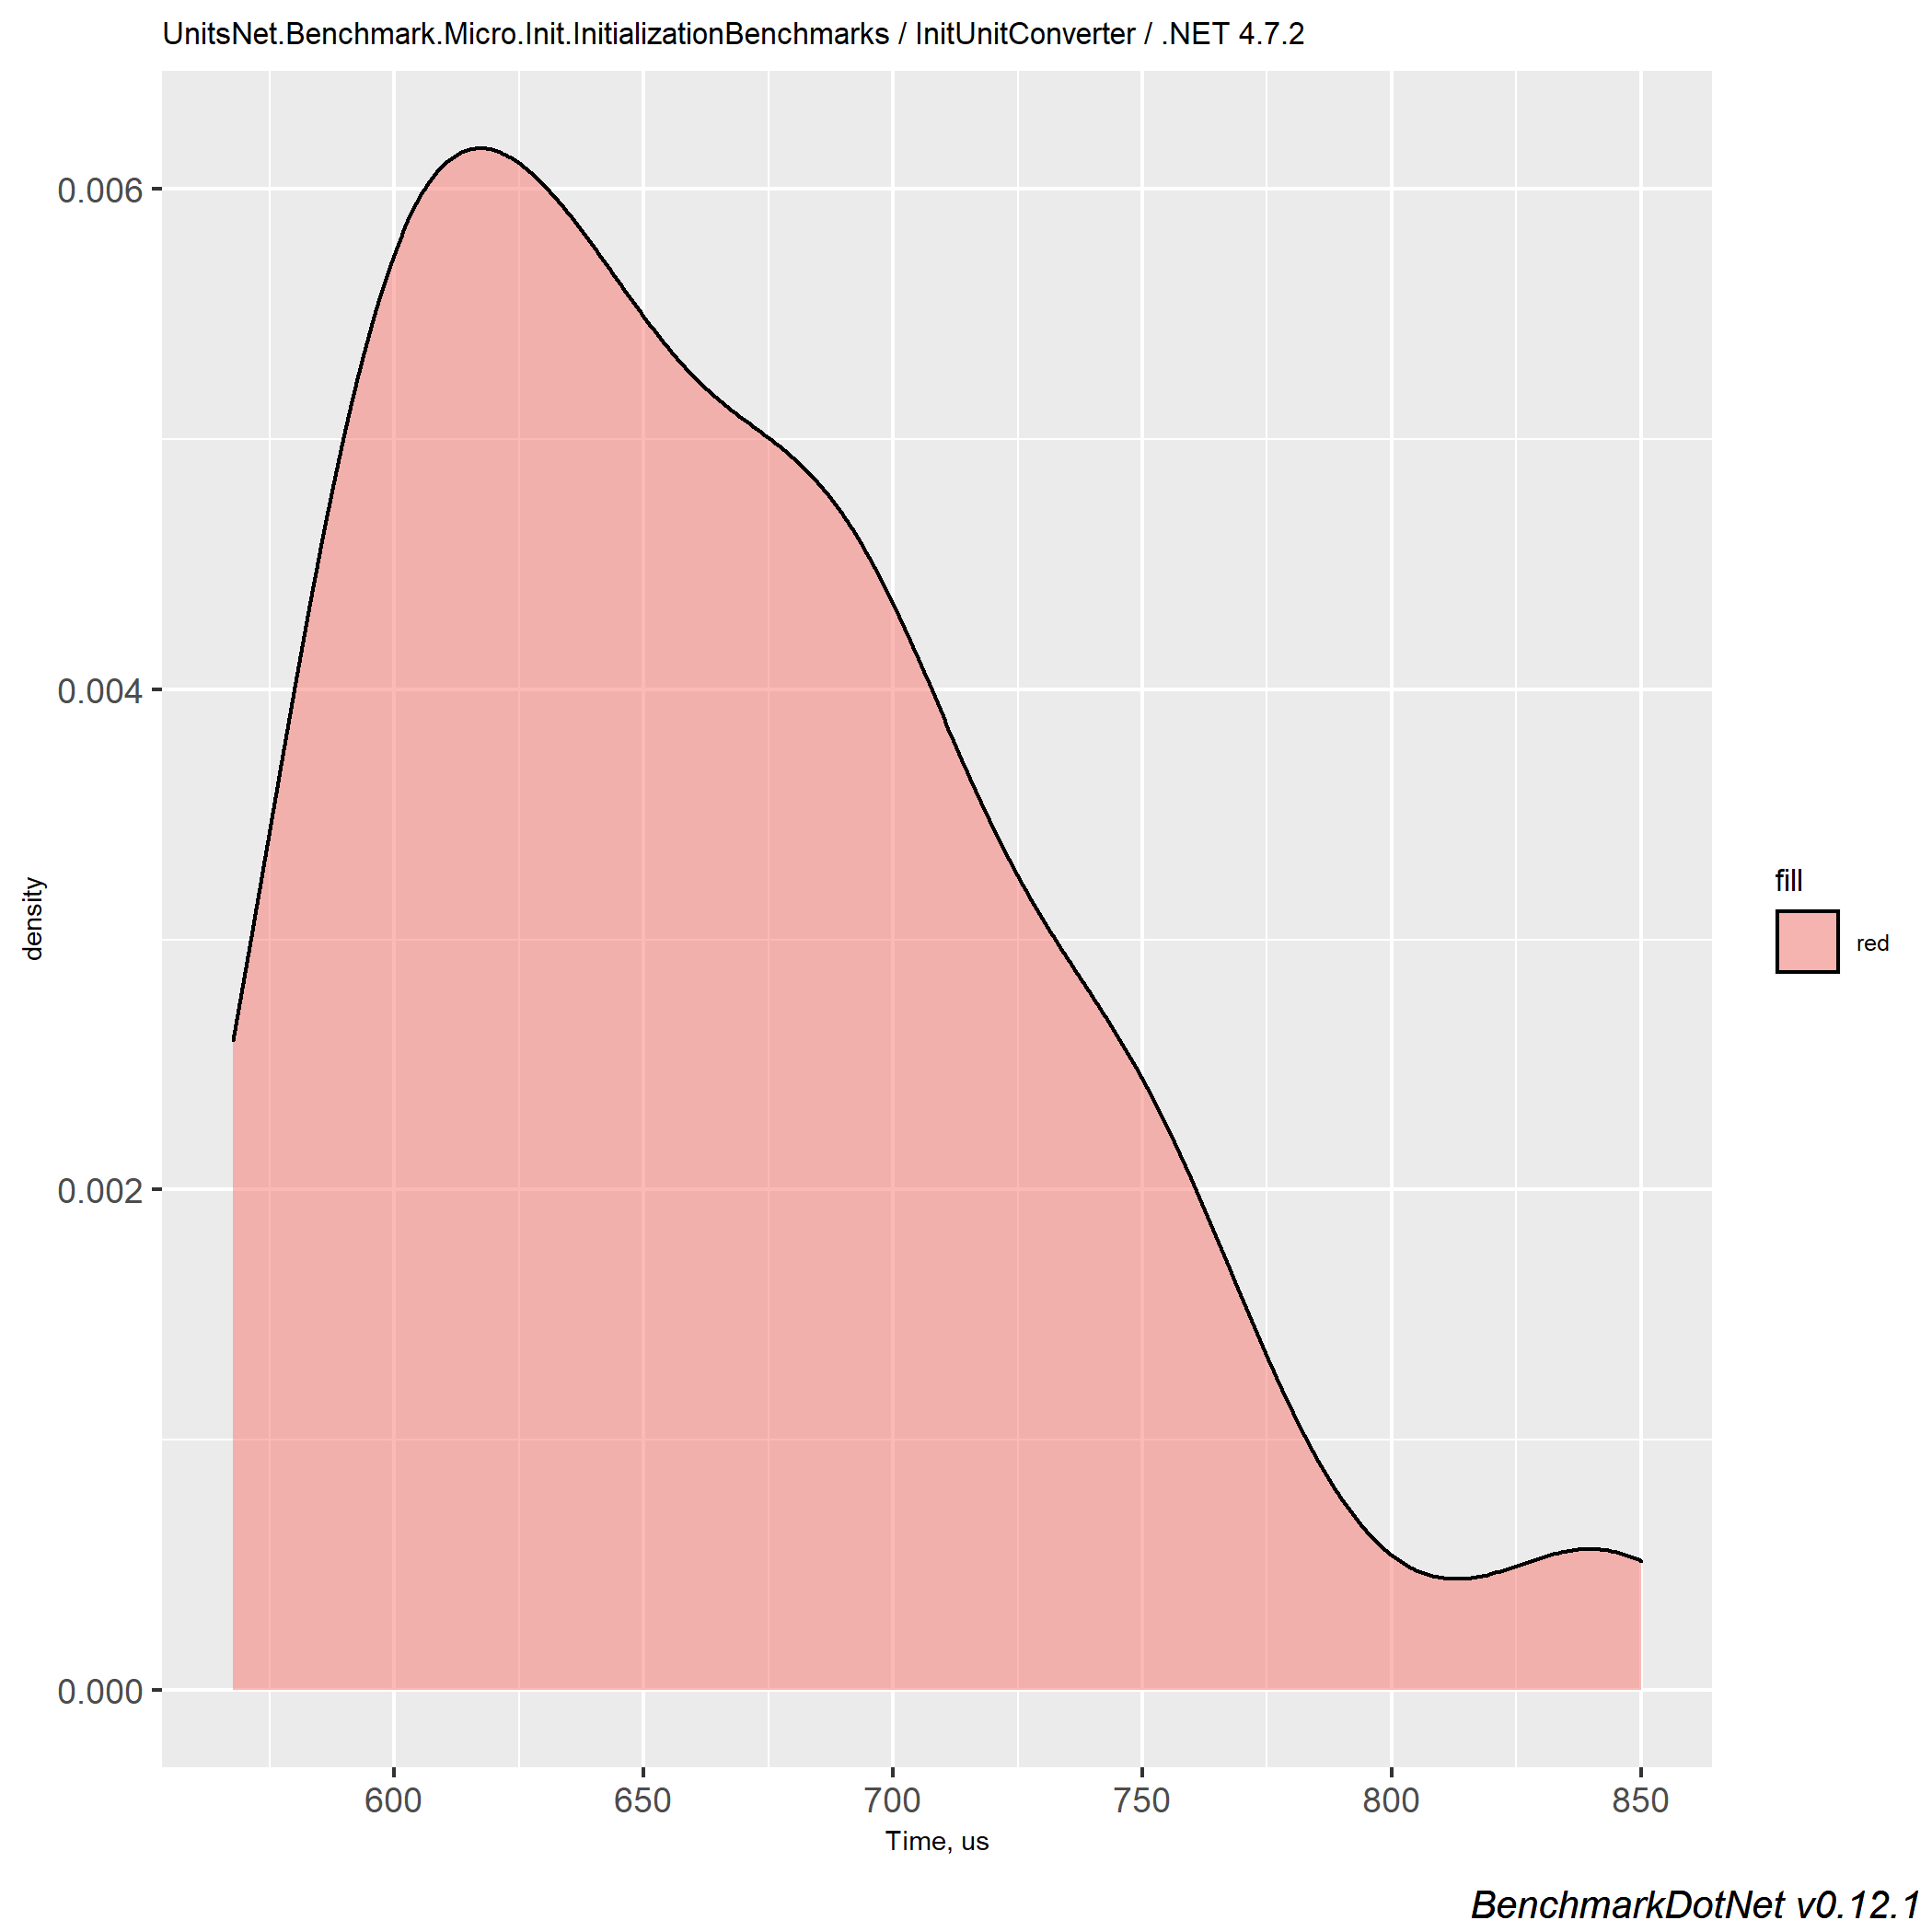 UnitsNet.Benchmark.Micro.Init.InitializationBenchmarks / InitUnitConverter / .NET 4.7.2
0.006
0.004
0.002
0.000
density
600 650 700 750 800 850
Time, us
fill
red
BenchmarkDotNet v0.12.1